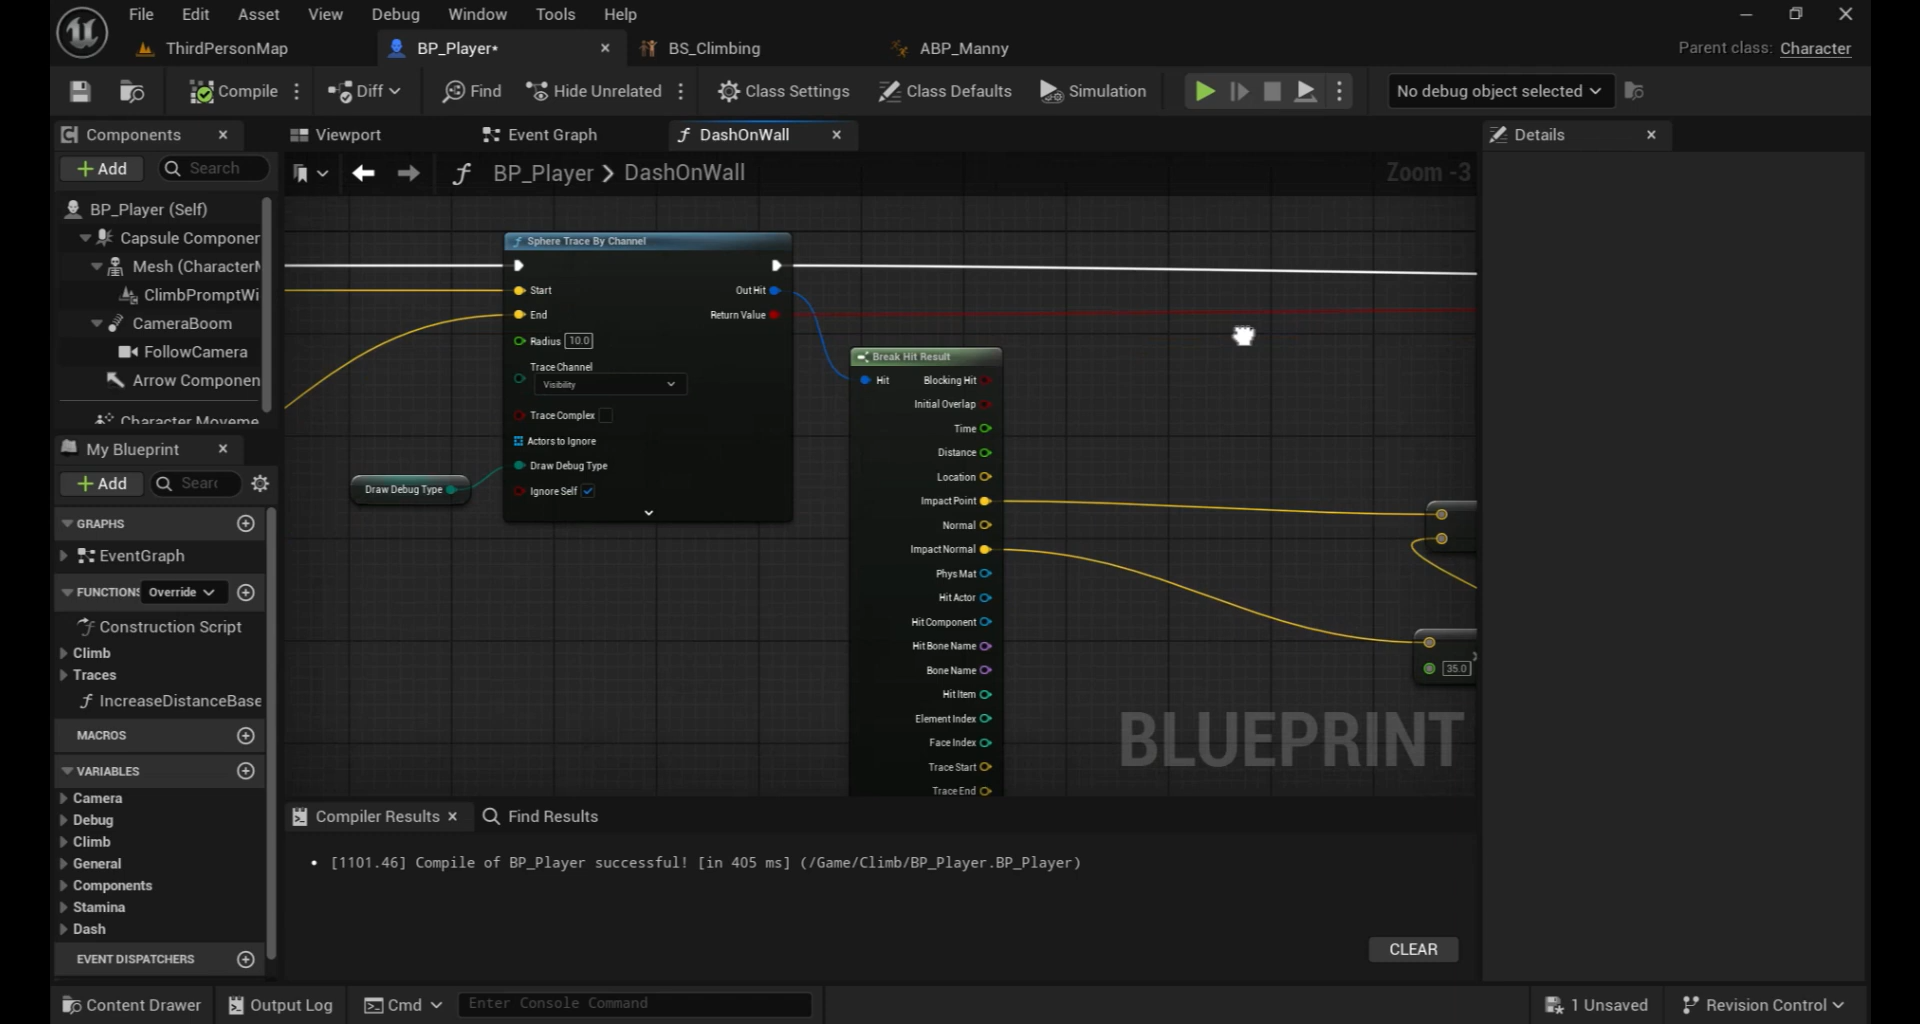 File Edit Asset View Debug Window Tools Help
ThirdPersonMap BP_Player* BS_Climbing ABP_Manny Parent class: Character
Compile Diff Find Hide Unrelated Class Settings Class Defaults Simulation No debug object selected
Components Viewport Event Graph DashOnWall Details
Add Search BP_Player > DashOnWall Zoom -3
BP_Player (Self)
Capsule Componen
Mesh (CharacterM
ClimbPromptWi
CameraBoom
FollowCamera
Arrow Componen
Character Moveme
Sphere Trace By Channel
Start Out Hit
End Return Value
Radius 10.0
Trace Channel
Visibility
Trace Complex
Actors to Ignore
Draw Debug Type
Ignore Self
Draw Debug Type
Break Hit Result
Hit Blocking Hit
Initial Overlap
Time
Distance
Location
Impact Point
Normal
Impact Normal
Phys Mat
Hit Actor
Hit Component
Hit Bone Name
Bone Name
Hit Item
Element Index
Face Index
Trace Start
Trace End
35.0
BLUEPRINT
My Blueprint
Add Searc
GRAPHS
EventGraph
FUNCTIONS Override
Construction Script
Climb
Traces
IncreaseDistanceBase
MACROS
VARIABLES
Camera
Debug
Climb
General
Components
Stamina
Dash
EVENT DISPATCHERS
Compiler Results Find Results
[1101.46] Compile of BP_Player successful! [in 405 ms] (/Game/Climb/BP_Player.BP_Player)
CLEAR
Content Drawer Output Log Cmd Enter Console Command 1 Unsaved Revision Control